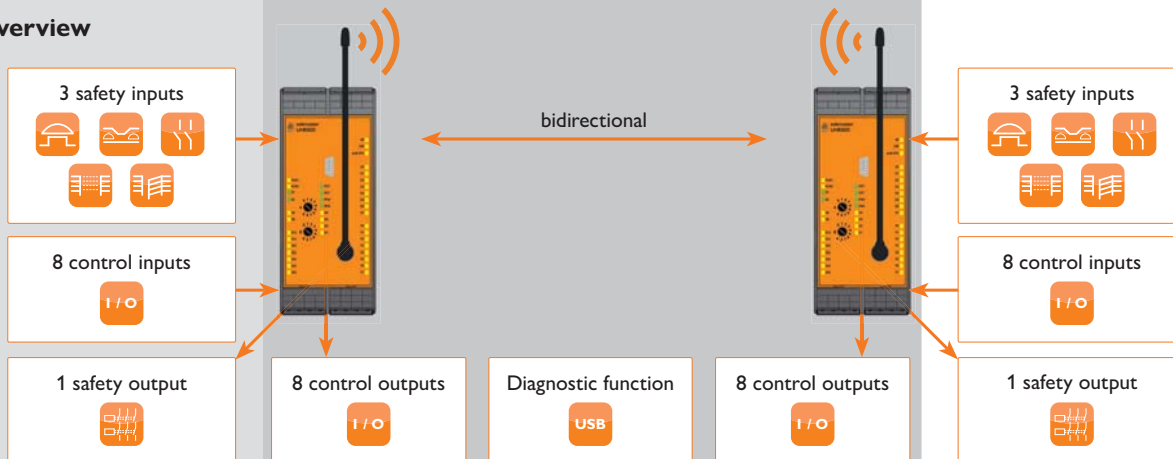 verview
3 safety inputs
3 safety inputs
bidirectional
8 control inputs
I / O
8 control inputs
I / O
1 safety output
8 control outputs
I / O
Diagnostic function
USB
8 control outputs
I / O
1 safety output